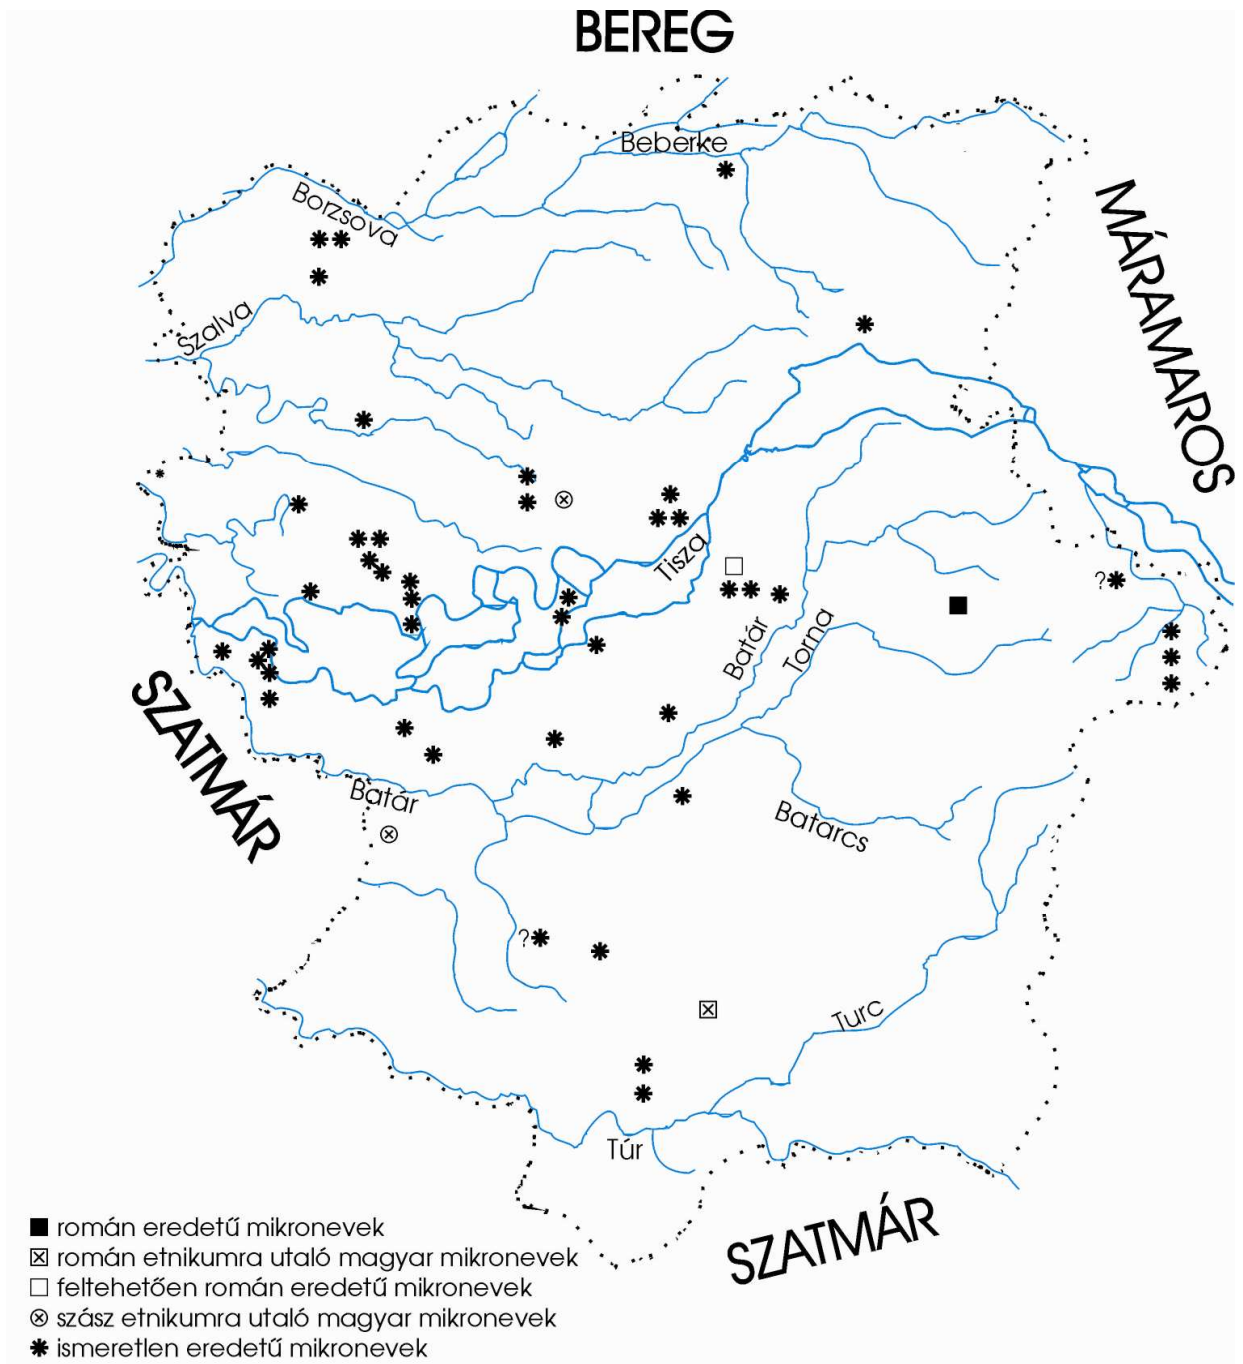 BEREG
Beberke
Borzsova
MÁRAMAROS
Szalva
Tisza
?
Batár
Torna
SZATMÁR
Batár
Batarcs
?
Turc
Túr
SZATMÁR
román eredetű mikronevek
román etnikumra utaló magyar mikronevek
feltehetően román eredetű mikronevek
szász etnikumra utaló magyar mikronevek
ismeretlen eredetű mikronevek